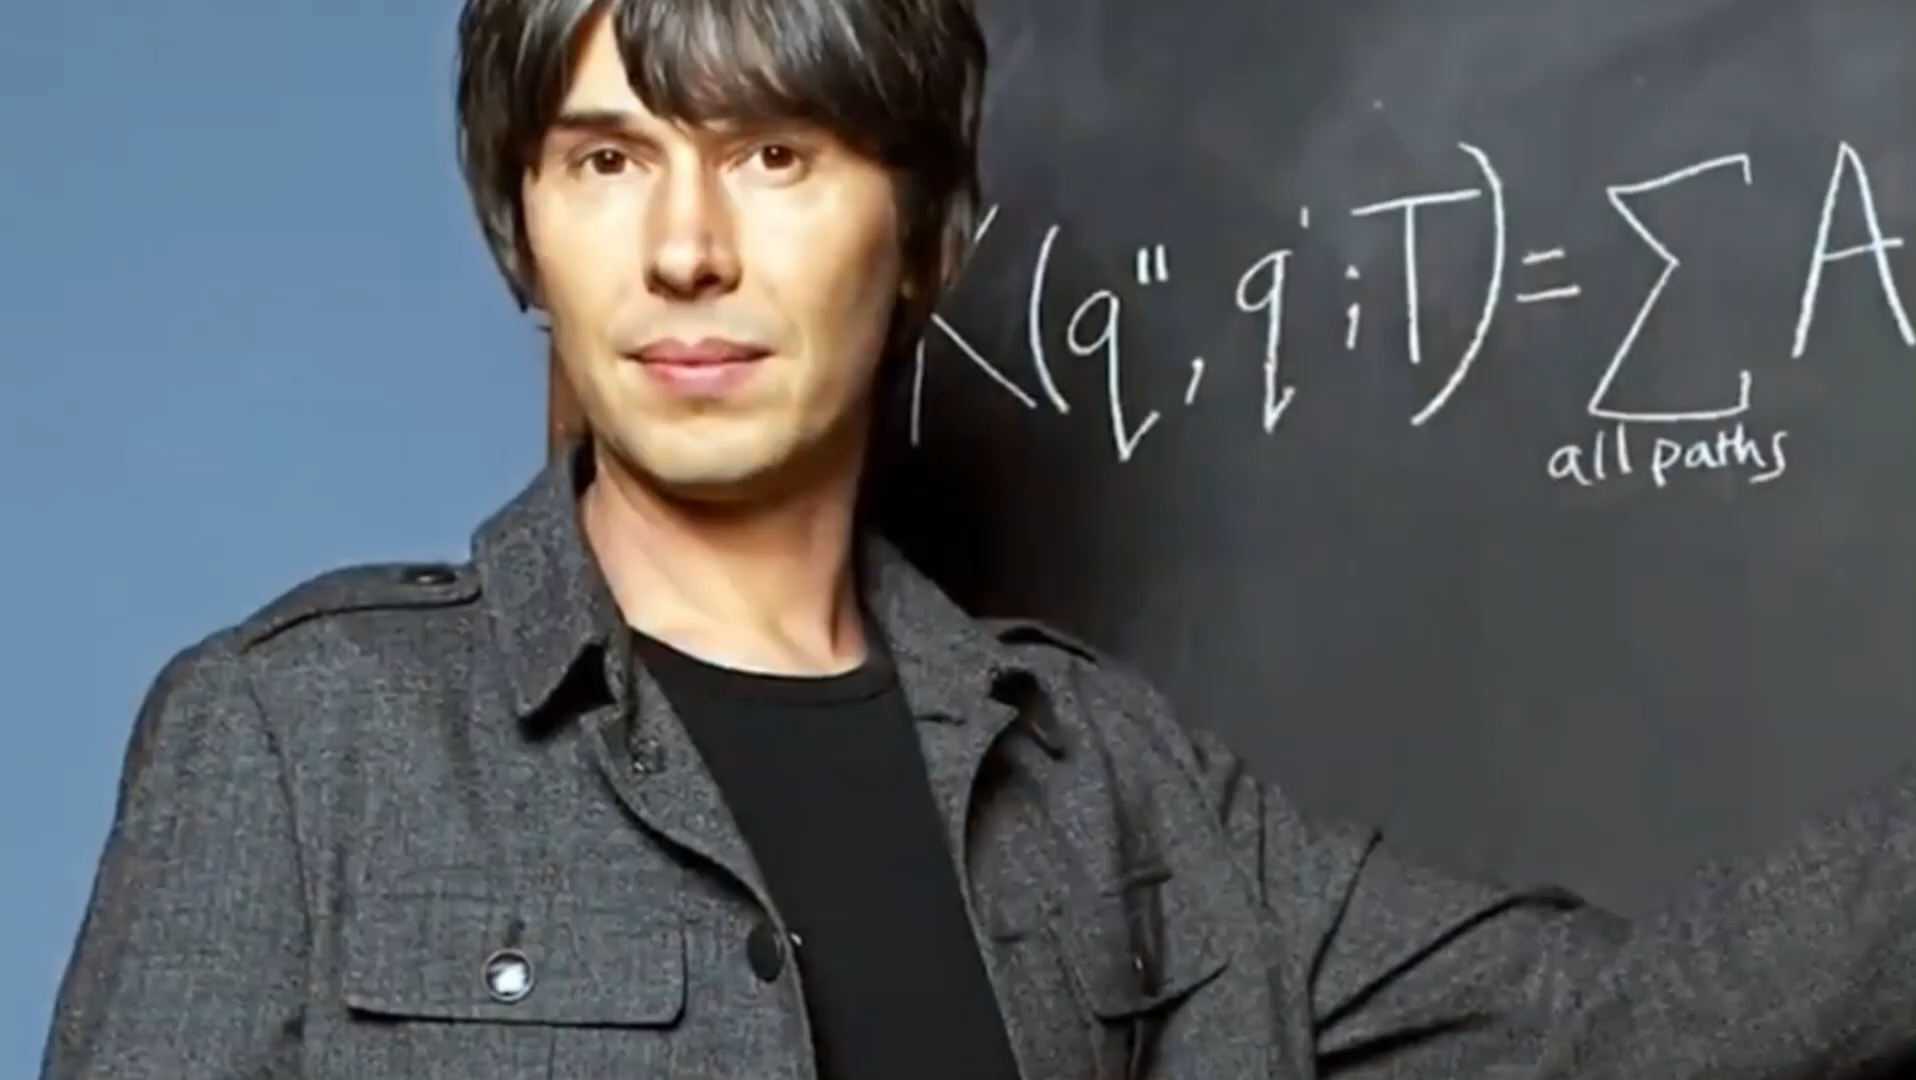 K(q", q' ; T) = ∑ A
all paths